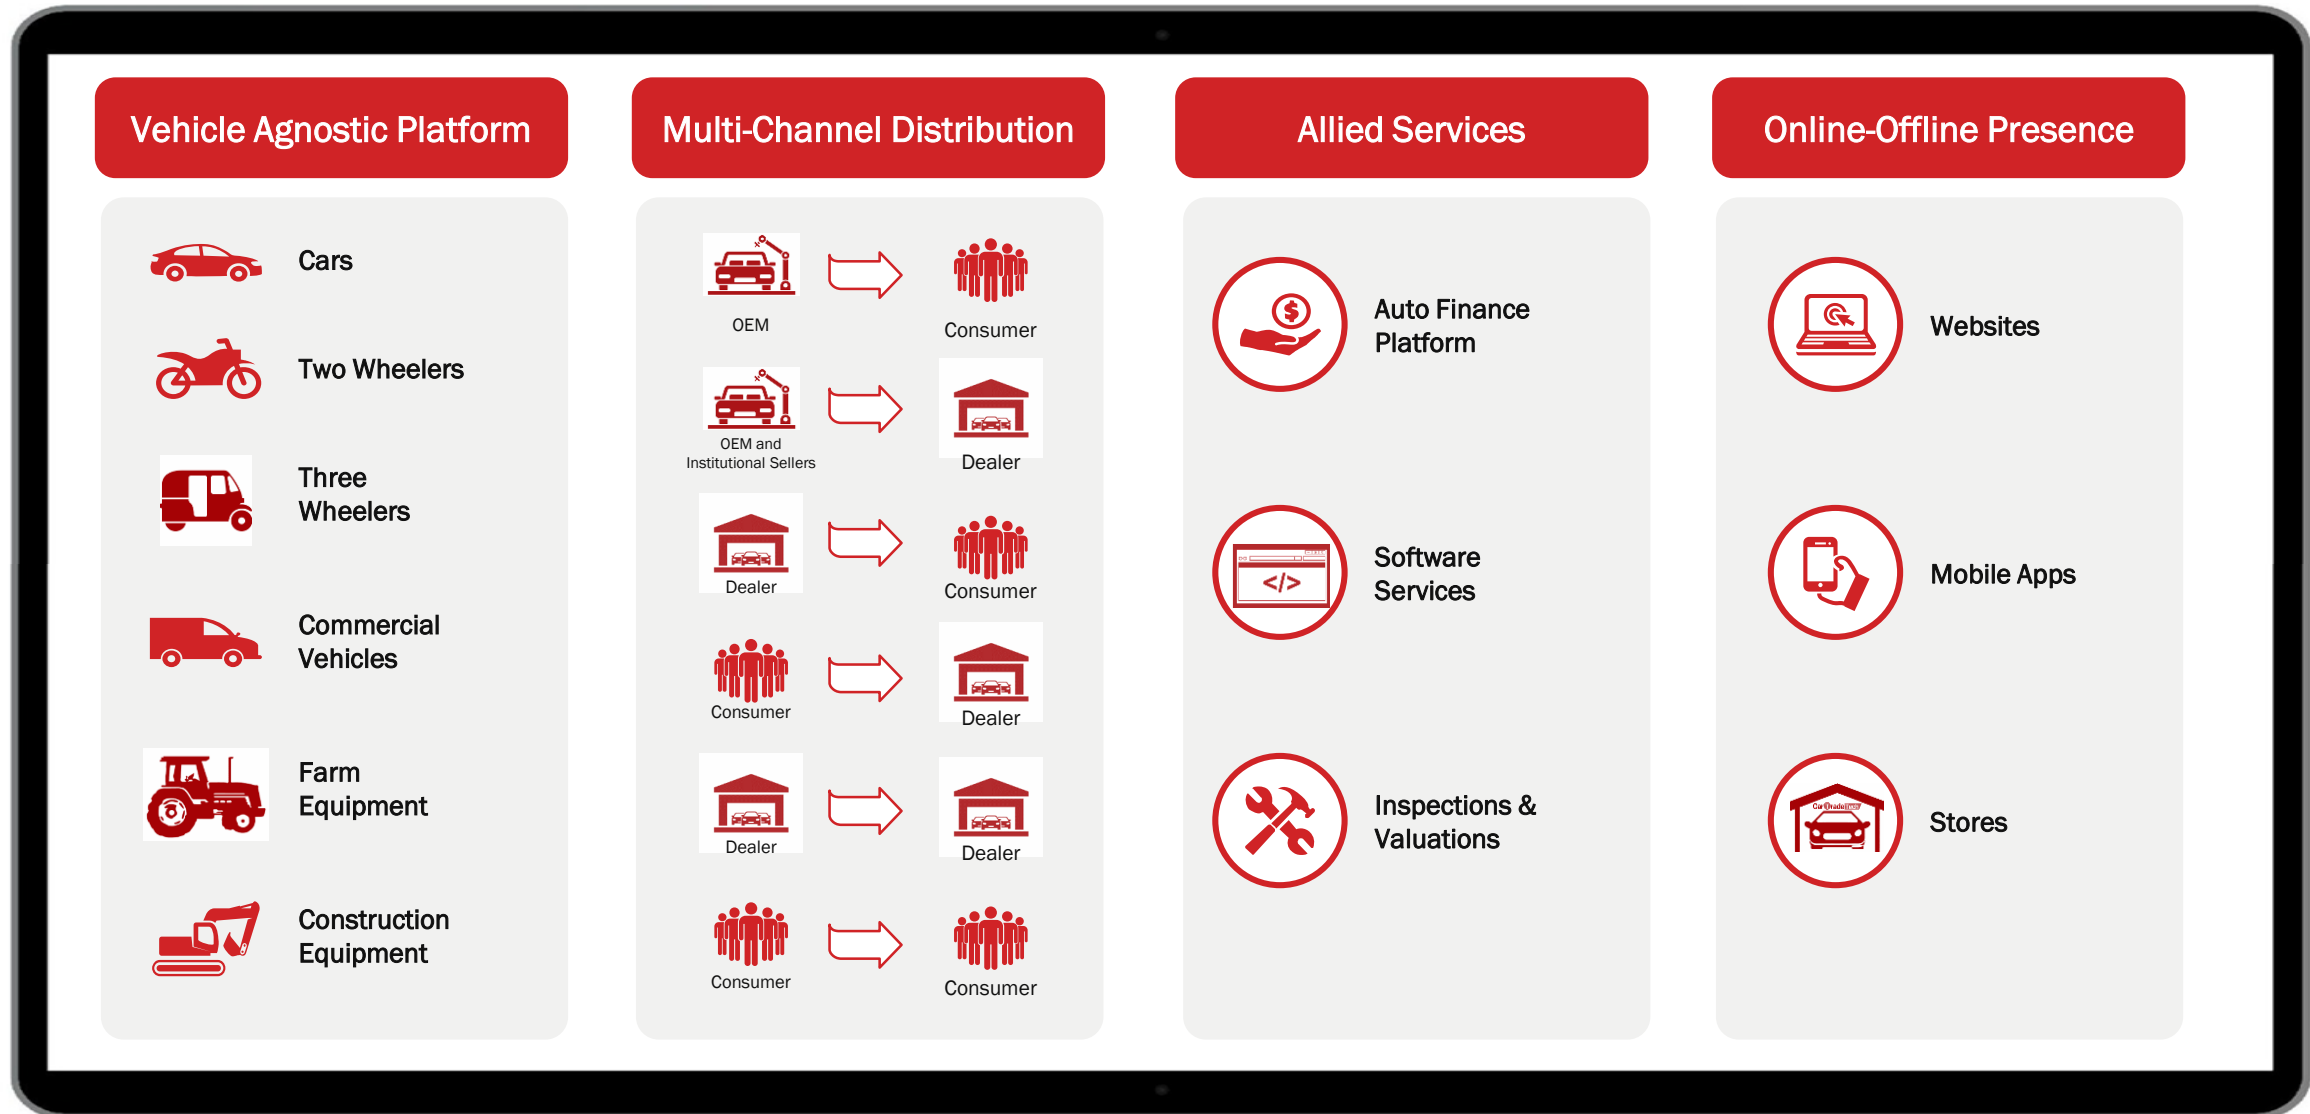 Vehicle Agnostic Platform
Cars
Two Wheelers
Three
Wheelers
Commercial
Vehicles
Farm
Equipment
Construction
Equipment
Multi-Channel Distribution
OEM
Consumer
OEM and
Institutional Sellers
Dealer
Dealer
Consumer
Consumer
Dealer
Dealer
Dealer
Consumer
Consumer
Allied Services
$
Auto Finance
Platform
</>
Software
Services
Inspections &
Valuations
Online-Offline Presence
Websites
Mobile Apps
CarTrade Tech
Stores